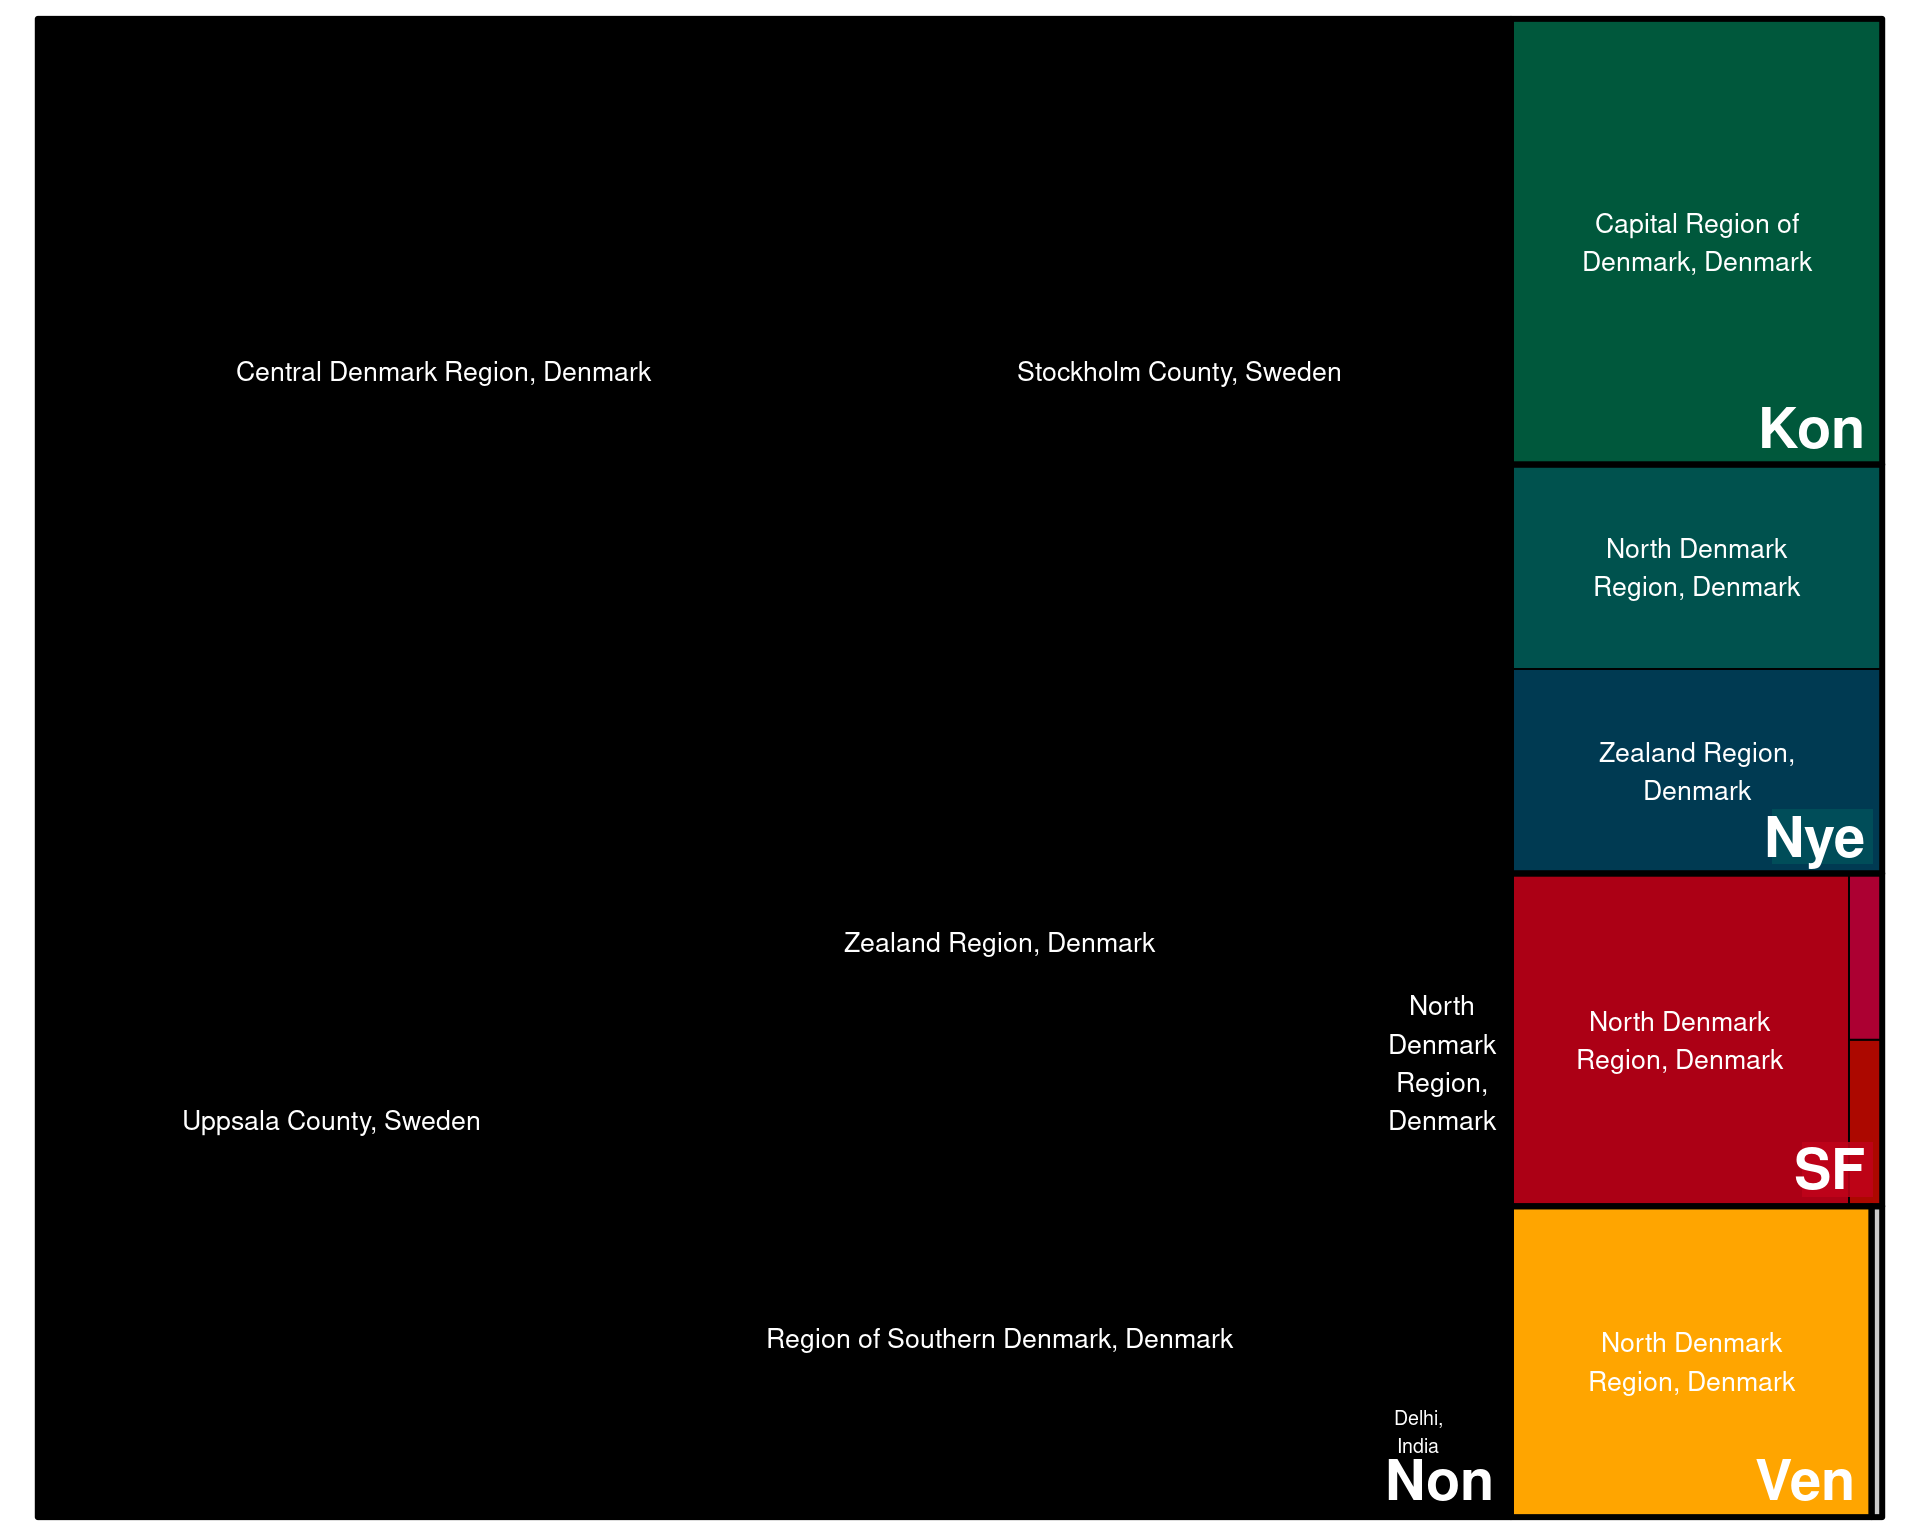 Central Denmark Region, Denmark
Stockholm County, Sweden
Uppsala County, Sweden
Zealand Region, Denmark
Region of Southern Denmark, Denmark
North
Denmark
Region,
Denmark
Delhi,
India
Non
Capital Region of
Denmark, Denmark
Kon
North Denmark
Region, Denmark
Zealand Region,
Denmark
Nye
North Denmark
Region, Denmark
SF
North Denmark
Region, Denmark
Ven